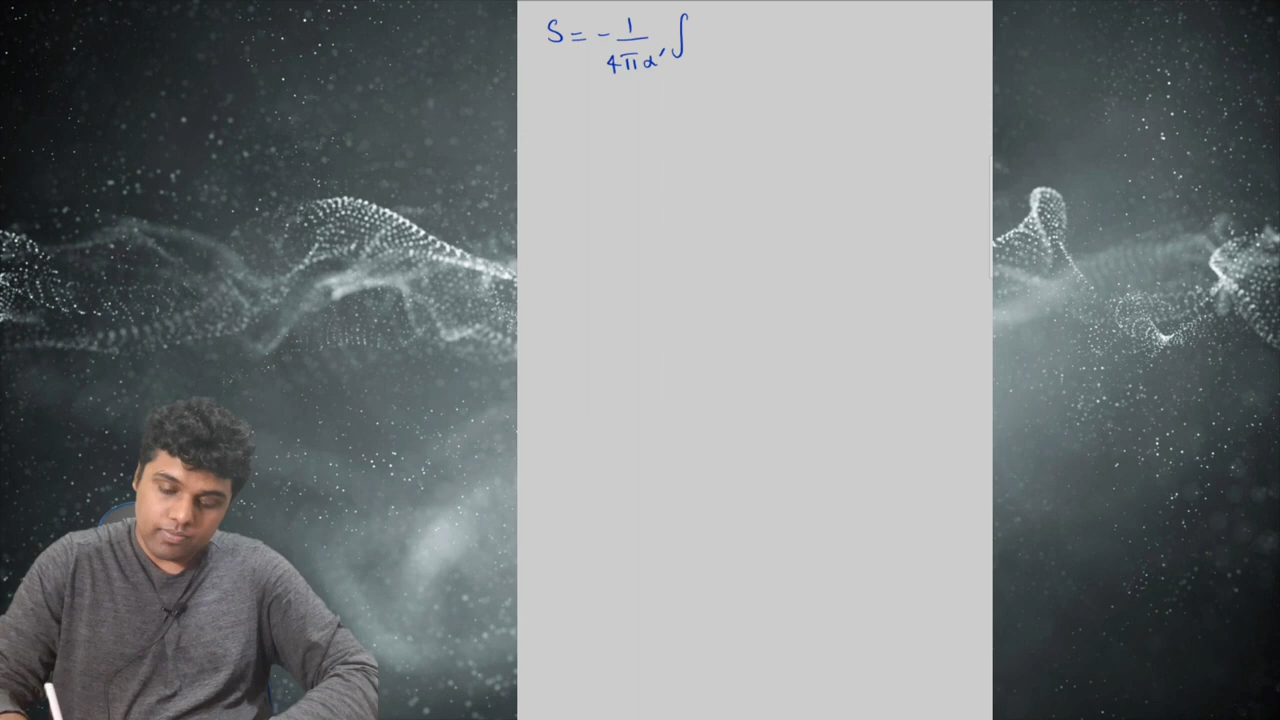 S = - 1/4πα′ ∫